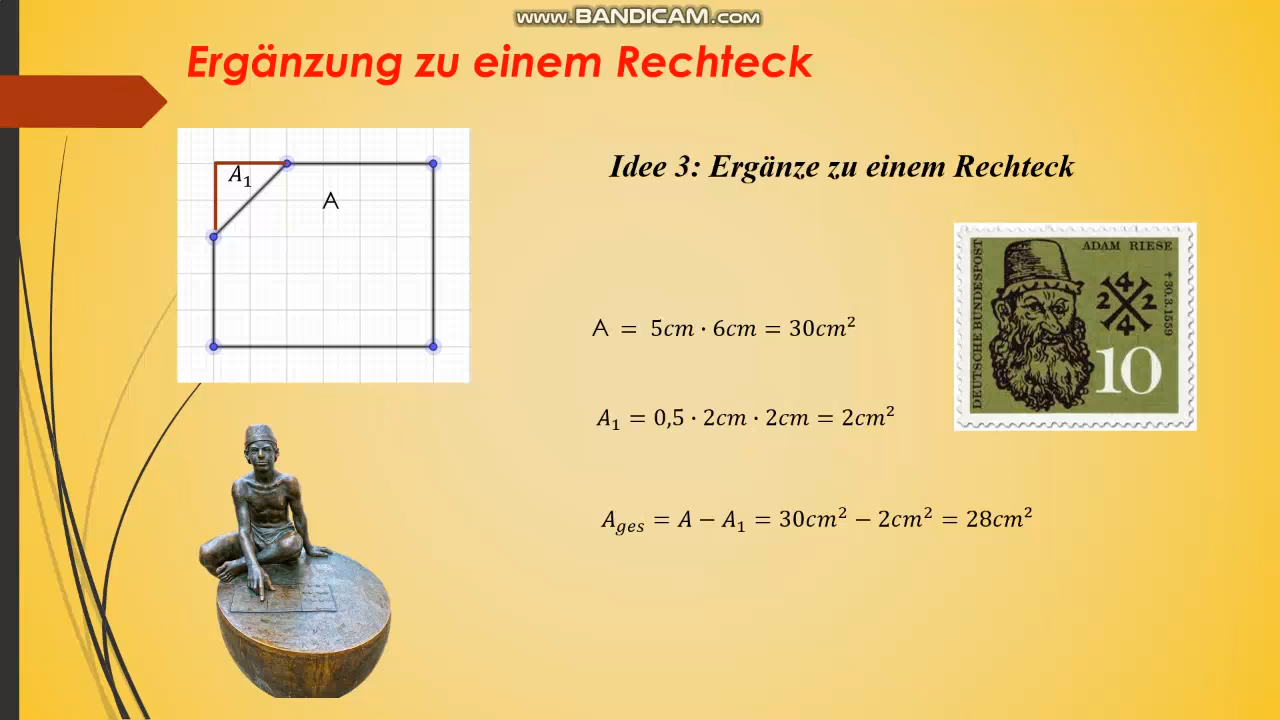 www.BANDICAM.com
Ergänzung zu einem Rechteck
A₁
A
Idee 3: Ergänze zu einem Rechteck
ADAM RIESE
DEUTSCHE BUNDESPOST
4
2 2
4
† 30.3.1559
10
A = 5cm · 6cm = 30cm²
A₁ = 0,5 · 2cm · 2cm = 2cm²
A_ges = A − A₁ = 30cm² − 2cm² = 28cm²